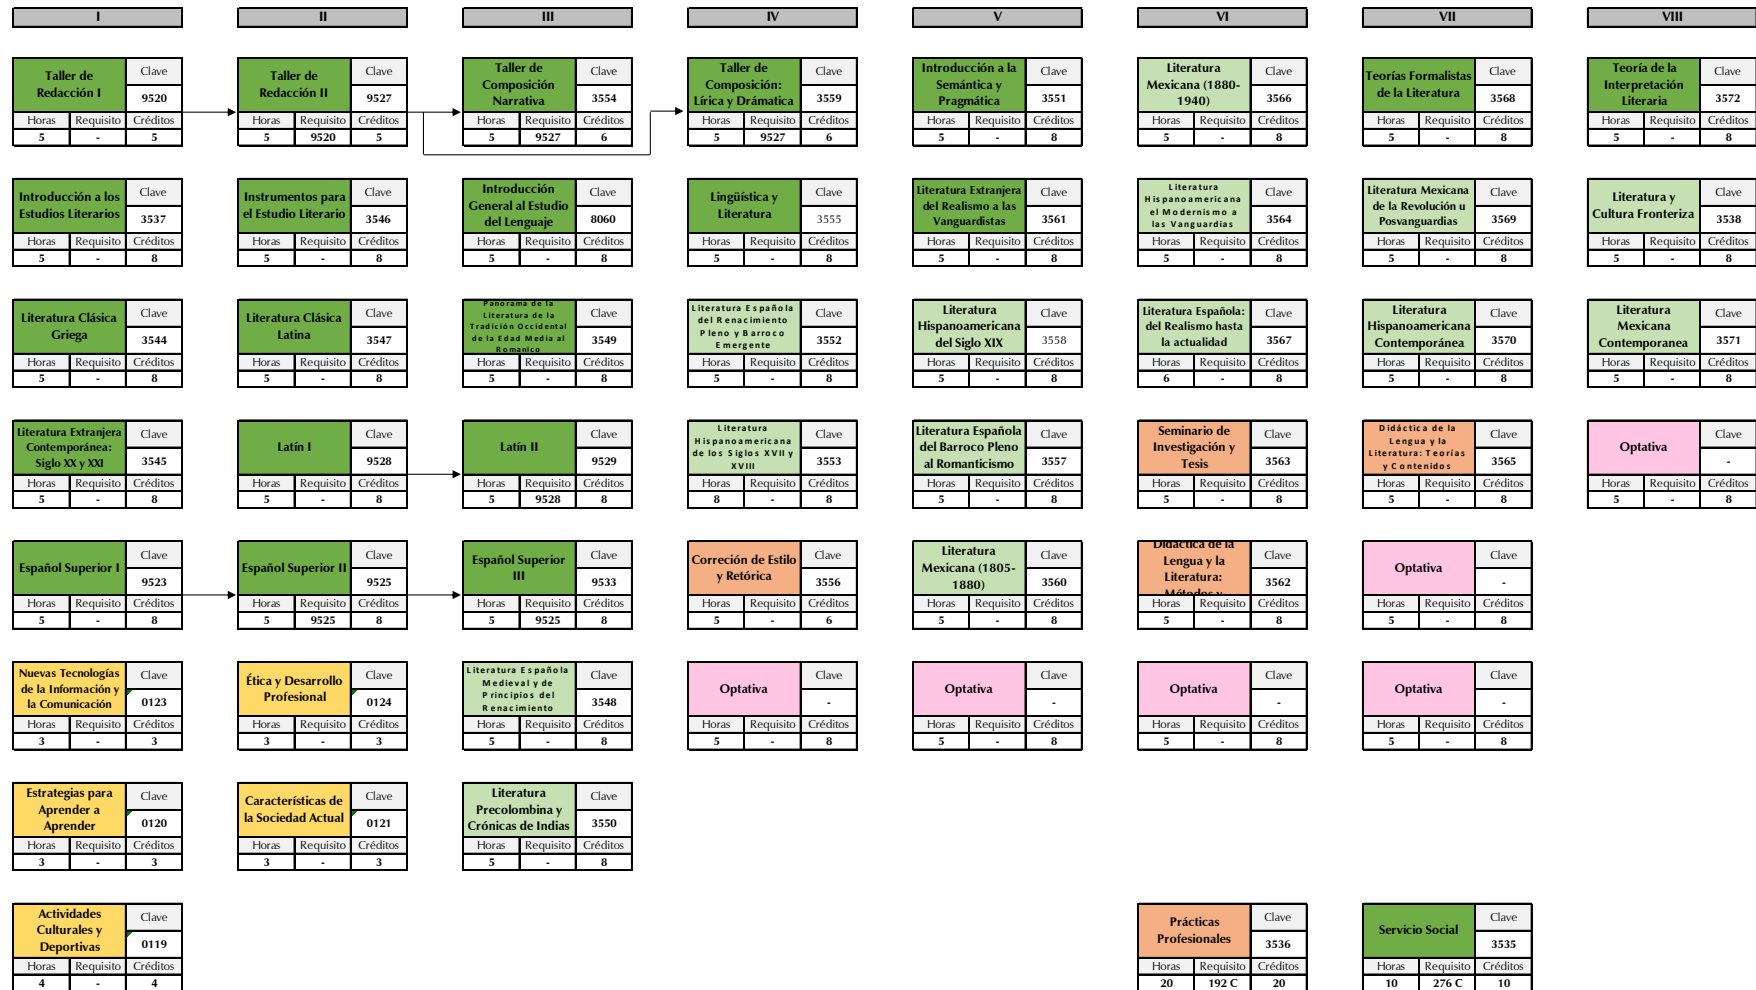 I
II
III
IV
V
VI
VII
VIII
Taller de
Redacción I
Clave
9520
Horas Requisito Créditos
5 - 5
Taller de
Redacción II
Clave
9527
Horas Requisito Créditos
5 9520 5
Taller de
Composición
Narrativa
Clave
3554
Horas Requisito Créditos
5 9527 6
Taller de
Composición:
Lírica y Drámatica
Clave
3559
Horas Requisito Créditos
5 9527 6
Introducción a la
Semántica y
Pragmática
Clave
3551
Horas Requisito Créditos
5 - 8
Literatura
Mexicana (1880-
1940)
Clave
3566
Horas Requisito Créditos
5 - 8
Teorías Formalistas
de la Literatura
Clave
3568
Horas Requisito Créditos
5 - 8
Teoría de la
Interpretación
Literaria
Clave
3572
Horas Requisito Créditos
5 - 8
Introducción a los
Estudios Literarios
Clave
3537
Horas Requisito Créditos
5 - 8
Instrumentos para
el Estudio Literario
Clave
3546
Horas Requisito Créditos
5 - 8
Introducción
General al Estudio
del Lenguaje
Clave
8060
Horas Requisito Créditos
5 - 8
Lingüística y
Literatura
Clave
3555
Horas Requisito Créditos
5 - 8
Literatura Extranjera
del Realismo a las
Vanguardistas
Clave
3561
Horas Requisito Créditos
5 - 8
Literatura
Hispanoamericana
el Modernismo a
las Vanguardias
Clave
3564
Horas Requisito Créditos
5 - 8
Literatura Mexicana
de la Revolución u
Posvanguardias
Clave
3569
Horas Requisito Créditos
5 - 8
Literatura y
Cultura Fronteriza
Clave
3538
Horas Requisito Créditos
5 - 8
Literatura Clásica
Griega
Clave
3544
Horas Requisito Créditos
5 - 8
Literatura Clásica
Latina
Clave
3547
Horas Requisito Créditos
5 - 8
Panorama de la
Literatura de la
Tradición Occidental
de la Edad Media al
Romanico
Clave
3549
Horas Requisito Créditos
5 - 8
Literatura Española
del Renacimiento
Pleno y Barroco
Emergente
Clave
3552
Horas Requisito Créditos
5 - 8
Literatura
Hispanoamericana
del Siglo XIX
Clave
3558
Horas Requisito Créditos
5 - 8
Literatura Española:
del Realismo hasta
la actualidad
Clave
3567
Horas Requisito Créditos
6 - 8
Literatura
Hispanoamericana
Contemporánea
Clave
3570
Horas Requisito Créditos
5 - 8
Literatura
Mexicana
Contemporanea
Clave
3571
Horas Requisito Créditos
5 - 8
Literatura Extranjera
Contemporánea:
Siglo XX y XXI
Clave
3545
Horas Requisito Créditos
5 - 8
Latín I
Clave
9528
Horas Requisito Créditos
5 - 8
Latín II
Clave
9529
Horas Requisito Créditos
5 9528 8
Literatura
Hispanoamericana
de los Siglos XVII y
XVIII
Clave
3553
Horas Requisito Créditos
8 - 8
Literatura Española
del Barroco Pleno
al Romanticismo
Clave
3557
Horas Requisito Créditos
5 - 8
Seminario de
Investigación y
Tesis
Clave
3563
Horas Requisito Créditos
5 - 8
Didáctica de la
Lengua y la
Literatura: Teorías
y Contenidos
Clave
3565
Horas Requisito Créditos
5 - 8
Optativa
Clave
-
Horas Requisito Créditos
5 - 8
Español Superior I
Clave
9523
Horas Requisito Créditos
5 - 8
Español Superior II
Clave
9525
Horas Requisito Créditos
5 9525 8
Español Superior
III
Clave
9533
Horas Requisito Créditos
5 9525 8
Correción de Estilo
y Retórica
Clave
3556
Horas Requisito Créditos
5 - 6
Literatura
Mexicana (1805-
1880)
Clave
3560
Horas Requisito Créditos
5 - 8
Didáctica de la
Lengua y la
Literatura:
Métodos y
Clave
3562
Horas Requisito Créditos
5 - 8
Optativa
Clave
-
Horas Requisito Créditos
5 - 8
Nuevas Tecnologías
de la Información y
la Comunicación
Clave
0123
Horas Requisito Créditos
3 - 3
Ética y Desarrollo
Profesional
Clave
0124
Horas Requisito Créditos
3 - 3
Literatura Española
Medieval y de
Principios del
Renacimiento
Clave
3548
Horas Requisito Créditos
5 - 8
Optativa
Clave
-
Horas Requisito Créditos
5 - 8
Optativa
Clave
-
Horas Requisito Créditos
5 - 8
Optativa
Clave
-
Horas Requisito Créditos
5 - 8
Optativa
Clave
-
Horas Requisito Créditos
5 - 8
Estrategias para
Aprender a
Aprender
Clave
0120
Horas Requisito Créditos
3 - 3
Características de
la Sociedad Actual
Clave
0121
Horas Requisito Créditos
3 - 3
Literatura
Precolombina y
Crónicas de Indias
Clave
3550
Horas Requisito Créditos
5 - 8
Actividades
Culturales y
Deportivas
Clave
0119
Horas Requisito Créditos
4 - 4
Prácticas
Profesionales
Clave
3536
Horas Requisito Créditos
20 192 C 20
Servicio Social
Clave
3535
Horas Requisito Créditos
10 276 C 10